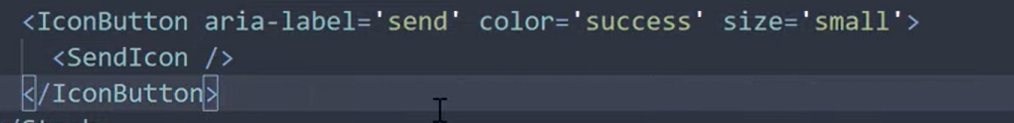 <IconButton aria-label='send' color='success' size='small'>
<SendIcon />
</IconButton>